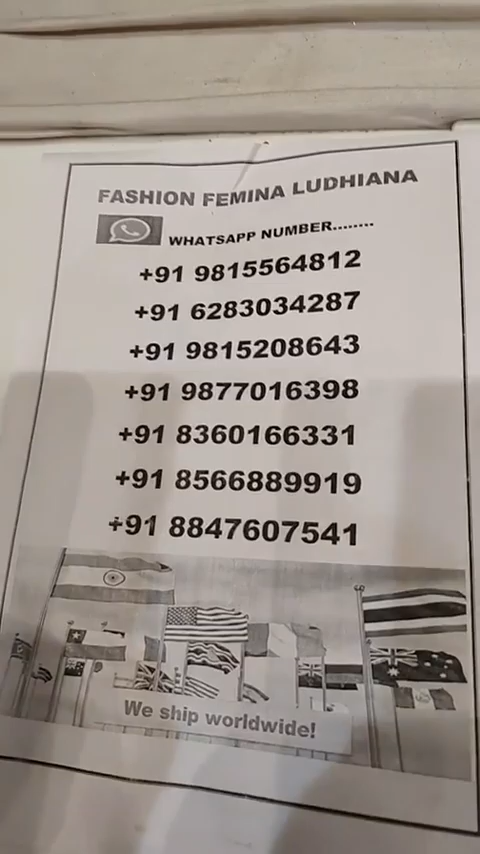 FASHION FEMINA LUDHIANA
WHATSAPP NUMBER........
+91 9815564812
+91 6283034287
+91 9815208643
+91 9877016398
+91 8360166331
+91 8566889919
+91 8847607541
We ship worldwide!